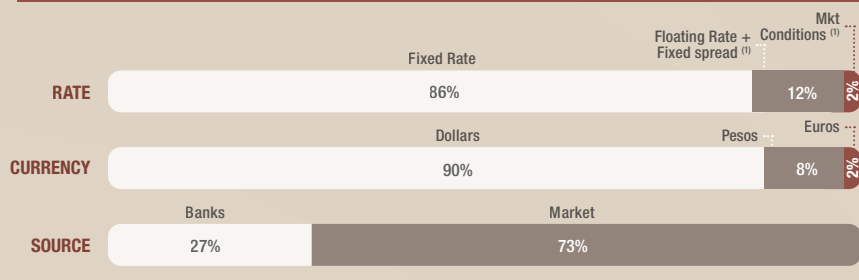 Mkt
Floating Rate + Conditions (1)
Fixed Rate Fixed spread (1)
RATE 86% 12% 2%
Dollars Pesos Euros
CURRENCY 90% 8% 2%
Banks Market
SOURCE 27% 73%